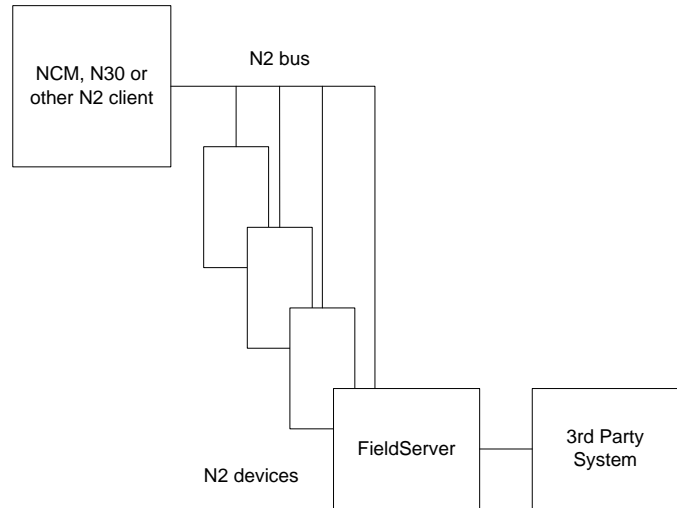 NCM, N30 or
other N2 client
N2 bus
FieldServer
3rd Party
System
N2 devices